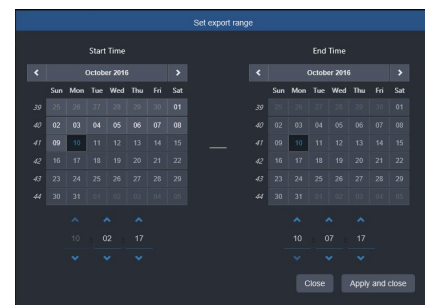 Set export range
Start Time
October 2016
Sun Mon Tue Wed Thu Fri Sat
39 25 26 27 28 29 30 01
40 02 03 04 05 06 07 08
41 09 10 11 12 13 14 15
42 16 17 18 19 20 21 22
43 23 24 25 26 27 28 29
44 30 31 01 02 03 04 05
10 : 02 : 17
End Time
October 2016
Sun Mon Tue Wed Thu Fri Sat
39 25 26 27 28 29 30 01
40 02 03 04 05 06 07 08
41 09 10 11 12 13 14 15
42 16 17 18 19 20 21 22
43 23 24 25 26 27 28 29
44 30 31 01 02 03 04 05
10 : 07 : 17
Close Apply and close